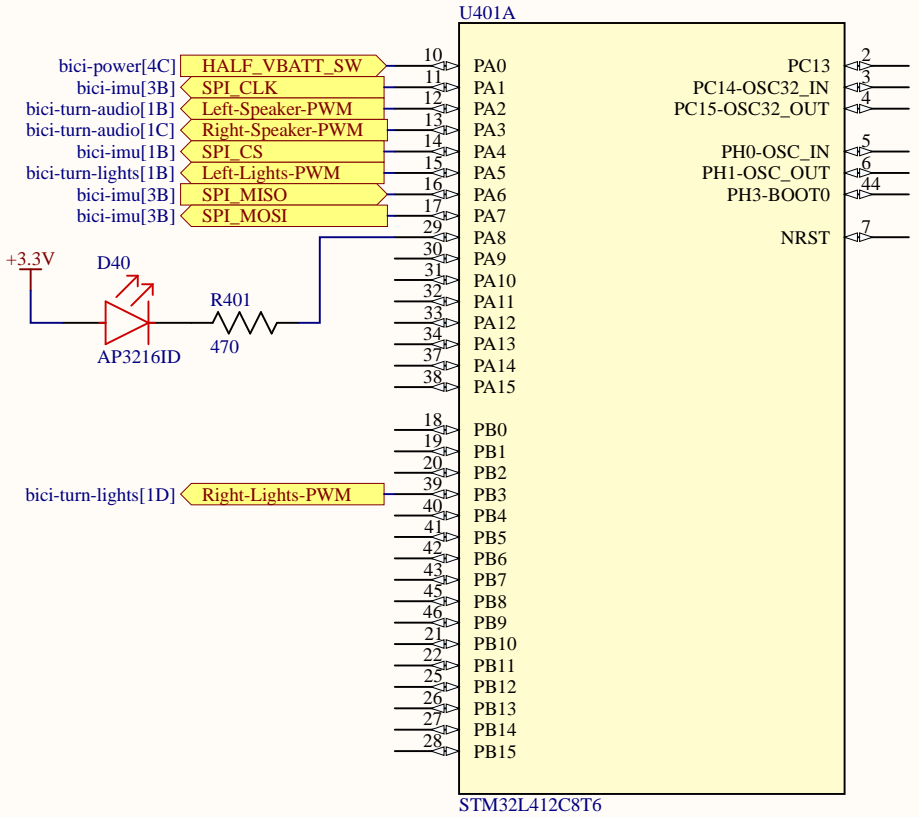 U401A
bici-power[4C] HALF_VBATT_SW 10 PA0 PC13 2
bici-imu[3B] SPI_CLK 11 PA1 PC14-OSC32_IN 3
bici-turn-audio[1B] Left-Speaker-PWM 12 PA2 PC15-OSC32_OUT 4
bici-turn-audio[1C] Right-Speaker-PWM 13 PA3
bici-imu[1B] SPI_CS 14 PA4 PH0-OSC_IN 5
bici-turn-lights[1B] Left-Lights-PWM 15 PA5 PH1-OSC_OUT 6
bici-imu[3B] SPI_MISO 16 PA6 PH3-BOOT0 44
bici-imu[3B] SPI_MOSI 17 PA7
29 PA8 NRST 7
+3.3V D40 30 PA9
31 PA10
R401 32 PA11
33 PA12
AP3216ID 470 34 PA13
37 PA14
38 PA15
18 PB0
19 PB1
20 PB2
bici-turn-lights[1D] Right-Lights-PWM 39 PB3
40 PB4
41 PB5
42 PB6
43 PB7
45 PB8
46 PB9
21 PB10
22 PB11
25 PB12
26 PB13
27 PB14
28 PB15
STM32L412C8T6